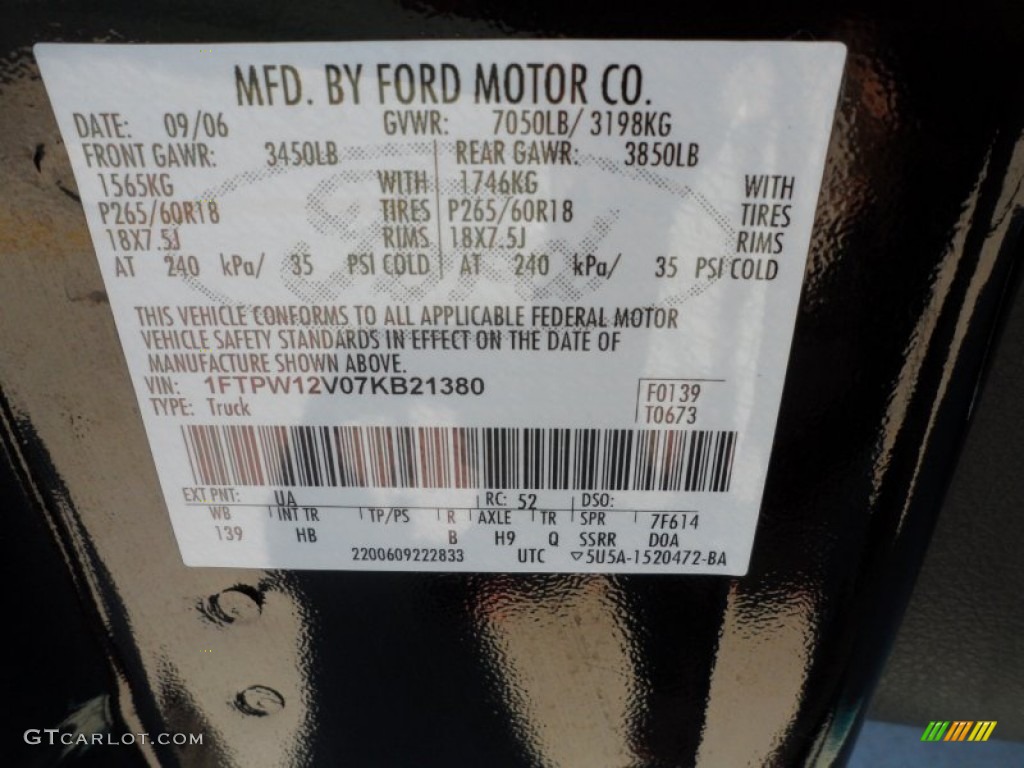 MFD. BY FORD MOTOR CO.
DATE: 09/06 GVWR: 7050LB/ 3198KG
FRONT GAWR: 3450LB REAR GAWR: 3850LB
1565KG WITH 1746KG WITH
P265/60R18 TIRES P265/60R18 TIRES
18X7.5J RIMS 18X7.5J RIMS
AT 240 kPa/ 35 PSI COLD AT 240 kPa/ 35 PSI COLD
Ford
THIS VEHICLE CONFORMS TO ALL APPLICABLE FEDERAL MOTOR
VEHICLE SAFETY STANDARDS IN EFFECT ON THE DATE OF
MANUFACTURE SHOWN ABOVE.
VIN: 1FTPW12V07KB21380 F0139
TYPE: Truck T0673
EXT PNT: UA RC: 52 DSO:
WB INT TR TP/PS R AXLE TR SPR 7F614
139 HB B H9 Q SSRR D0A
2200609222833 UTC ▽5U5A-1520472-BA
GTCARLOT.COM